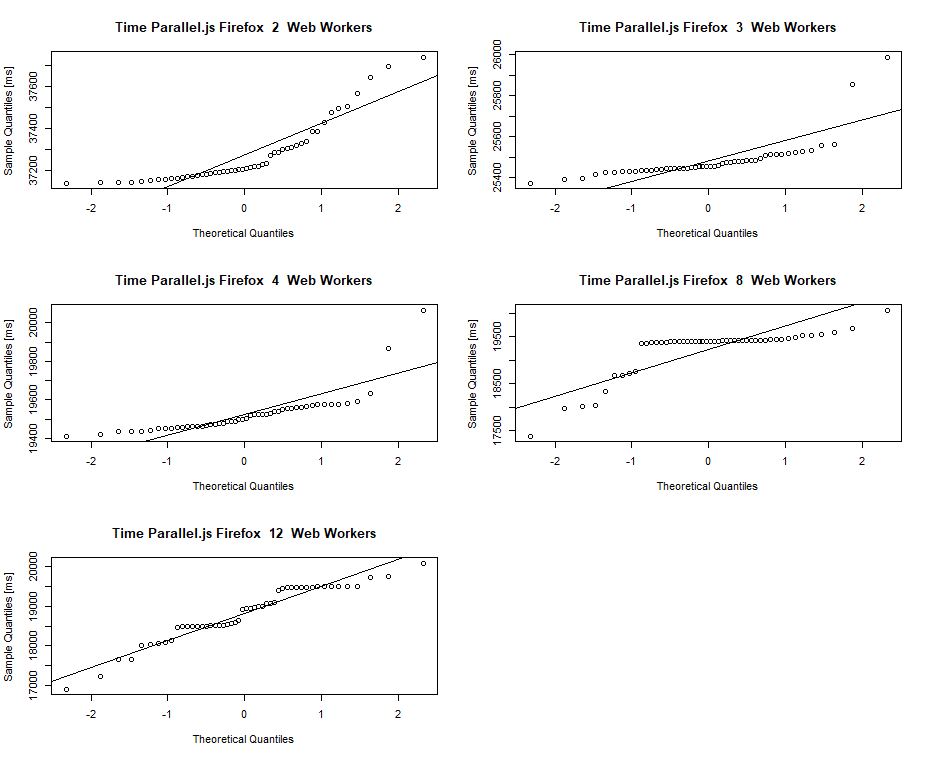 Time Parallel.js Firefox  2  Web Workers
Sample Quantiles [ms]
37200 37400 37600
-2 -1 0 1 2
Theoretical Quantiles
Time Parallel.js Firefox  3  Web Workers
Sample Quantiles [ms]
25400 25600 25800 26000
-2 -1 0 1 2
Theoretical Quantiles
Time Parallel.js Firefox  4  Web Workers
Sample Quantiles [ms]
19400 19600 19800 20000
-2 -1 0 1 2
Theoretical Quantiles
Time Parallel.js Firefox  8  Web Workers
Sample Quantiles [ms]
17500 18500 19500
-2 -1 0 1 2
Theoretical Quantiles
Time Parallel.js Firefox  12  Web Workers
Sample Quantiles [ms]
17000 18000 19000 20000
-2 -1 0 1 2
Theoretical Quantiles